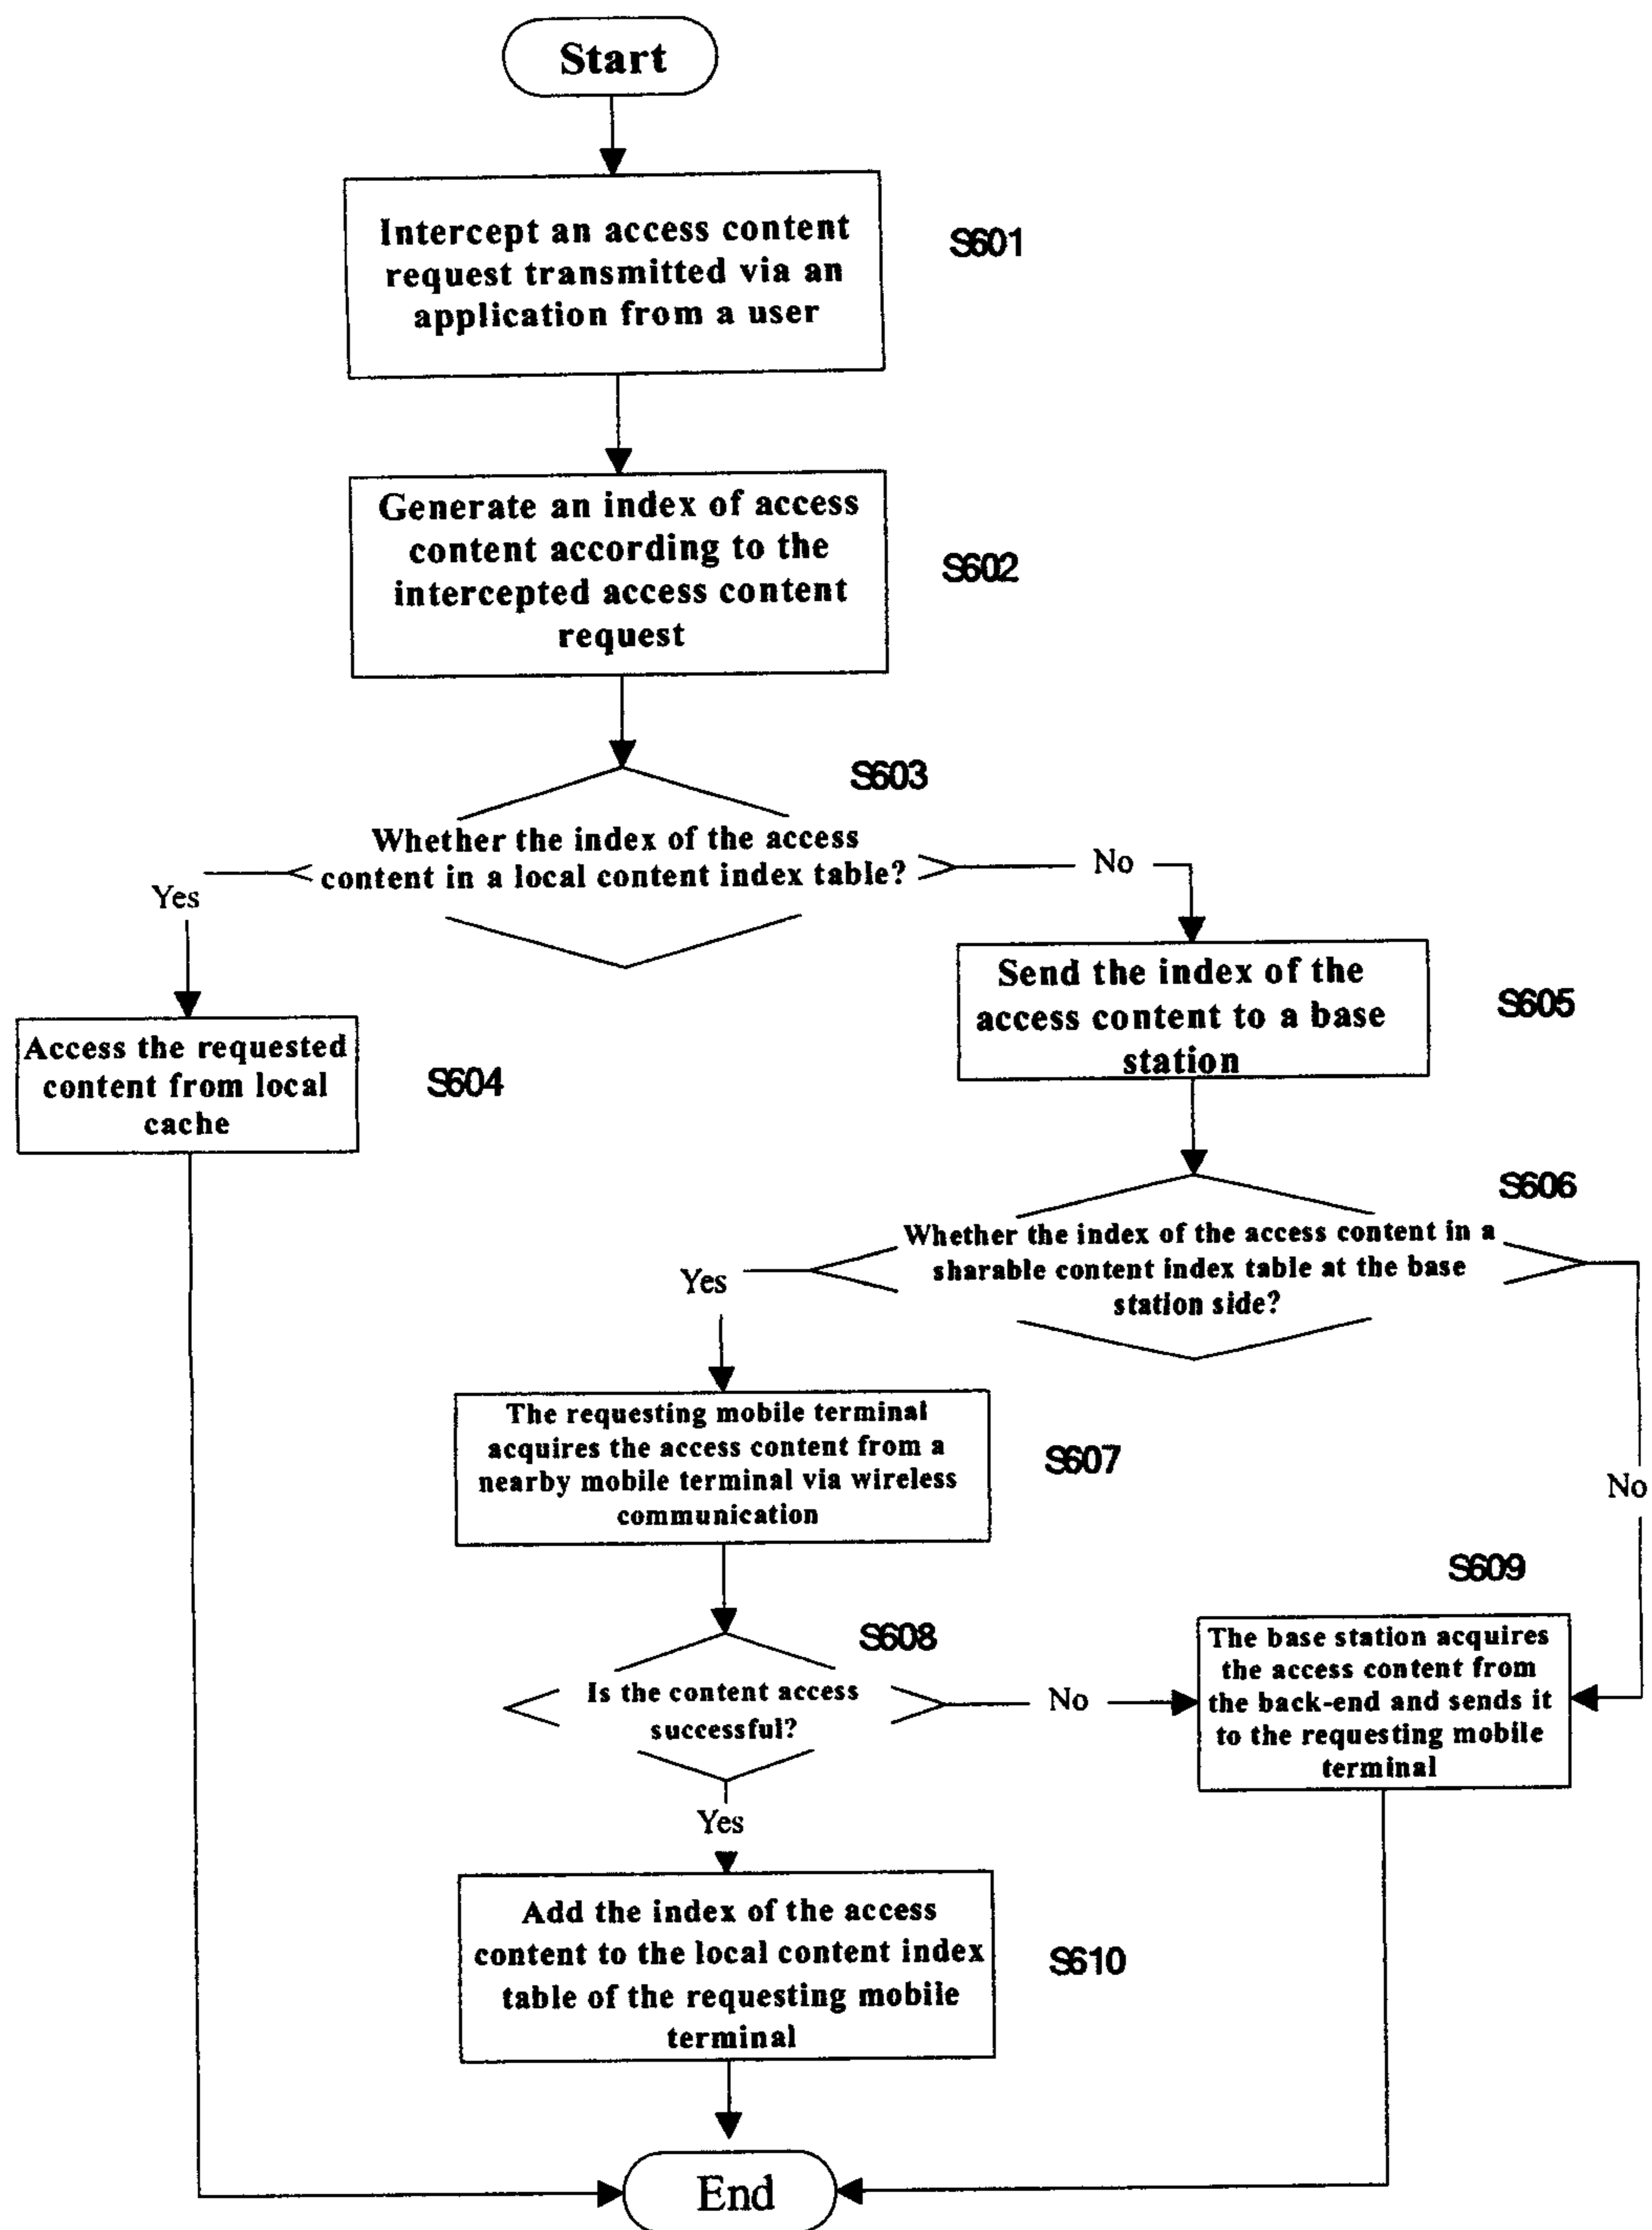 Start
Intercept an access content
request transmitted via an
application from a user
S601
Generate an index of access
content according to the
intercepted access content
request
S602
S603
Whether the index of the access
content in a local content index table?
Yes
No
Send the index of the
access content to a base
station
S605
Access the requested
content from local
cache
S604
S606
Whether the index of the access content in a
sharable content index table at the base
station side?
Yes
No
The requesting mobile terminal
acquires the access content from a
nearby mobile terminal via wireless
communication
S607
S608
Is the content access
successful?
No
Yes
S609
The base station acquires
the access content from
the back-end and sends it
to the requesting mobile
terminal
Add the index of the access
content to the local content index
table of the requesting mobile
terminal
S610
End